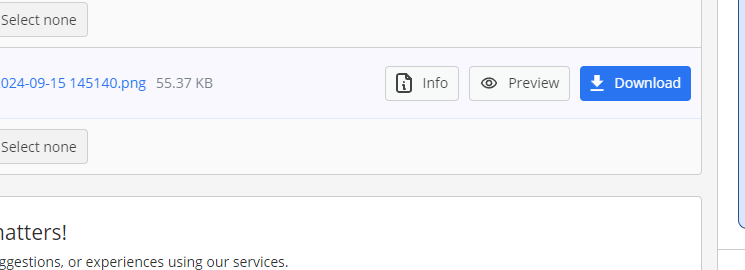 Select none
024-09-15 145140.png 55.37 KB Info Preview Download
Select none
natters!
ggestions, or experiences using our services.